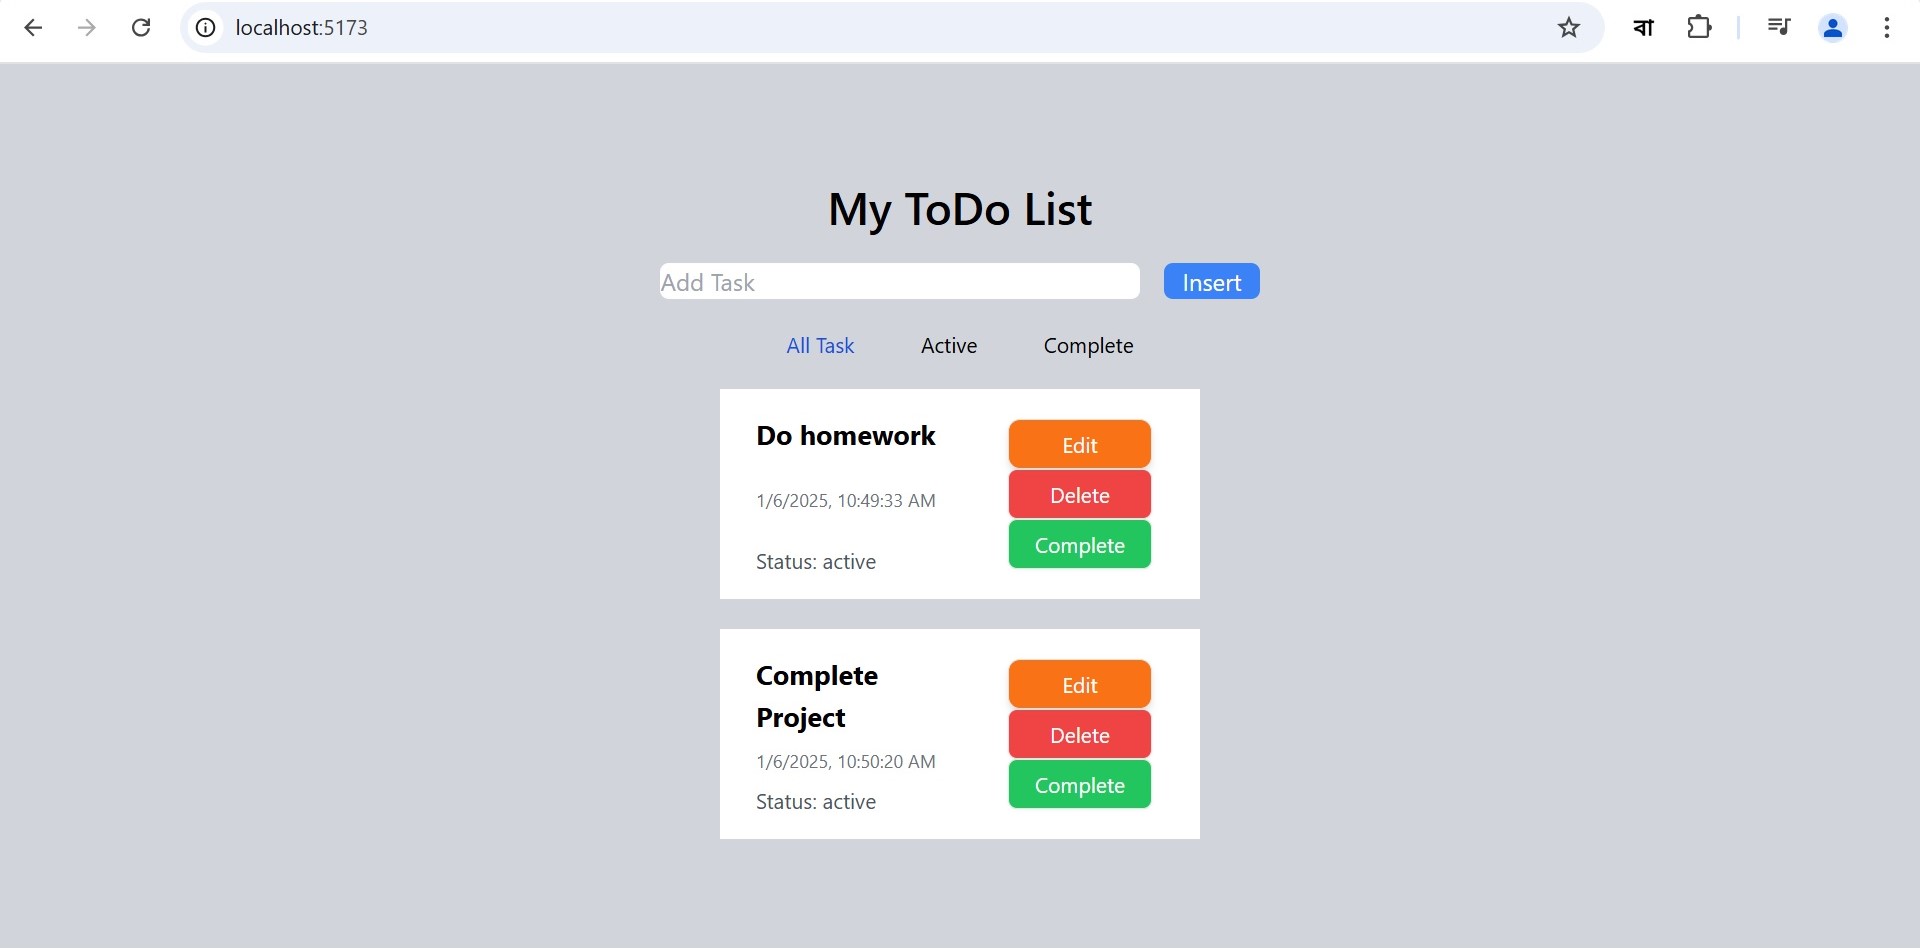 localhost:5173
বা
My ToDo List
Add Task
Insert
All Task Active Complete
Do homework
1/6/2025, 10:49:33 AM
Status: active
Edit
Delete
Complete
Complete
Project
1/6/2025, 10:50:20 AM
Status: active
Edit
Delete
Complete